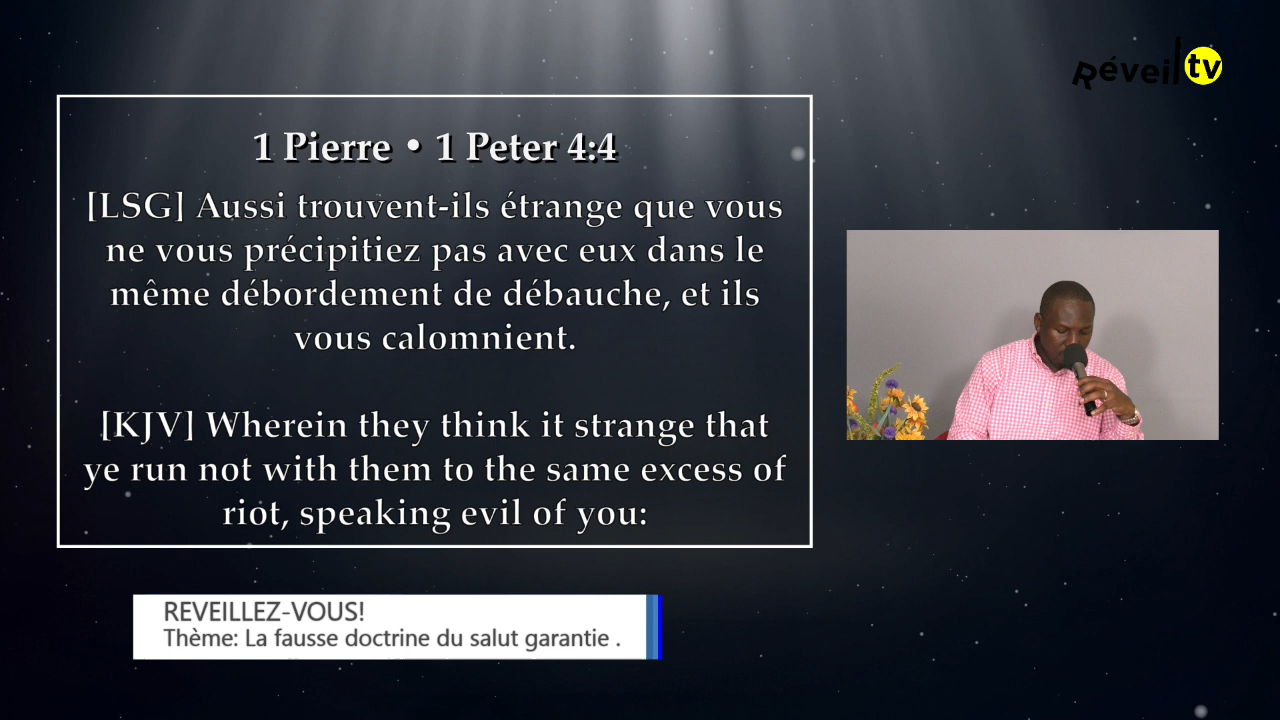 Réveil tv
1 Pierre • 1 Peter 4:4
[LSG] Aussi trouvent-ils étrange que vous
ne vous précipitiez pas avec eux dans le
même débordement de débauche, et ils
vous calomnient.
[KJV] Wherein they think it strange that
ye run not with them to the same excess of
riot, speaking evil of you:
REVEILLEZ-VOUS!
Thème: La fausse doctrine du salut garantie .